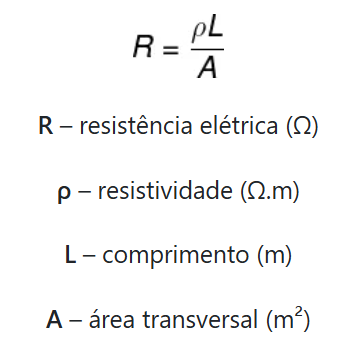 R = ρL/A
R – resistência elétrica (Ω)
ρ – resistividade (Ω.m)
L – comprimento (m)
A – área transversal (m²)